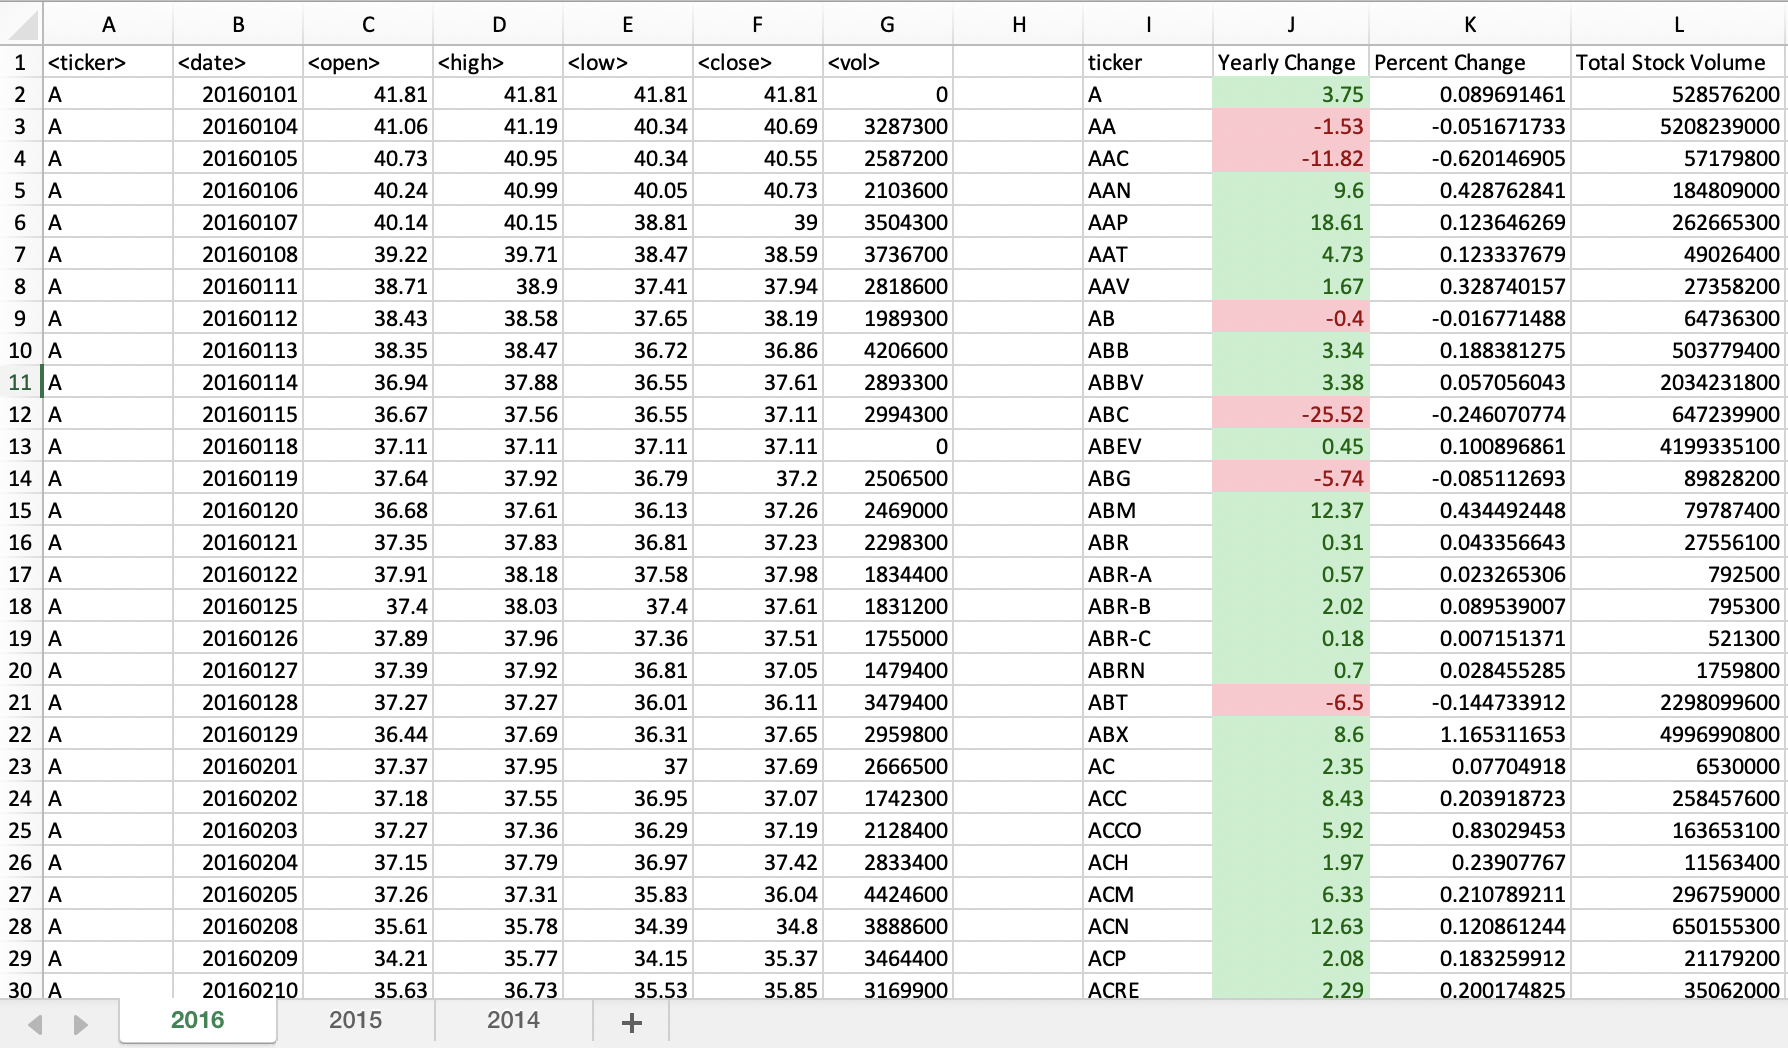 A B C D E F G H I J K L
1 <ticker> <date> <open> <high> <low> <close> <vol> ticker Yearly Change Percent Change Total Stock Volume
2 A 20160101 41.81 41.81 41.81 41.81 0 A 3.75 0.089691461 528576200
3 A 20160104 41.06 41.19 40.34 40.69 3287300 AA -1.53 -0.051671733 5208239000
4 A 20160105 40.73 40.95 40.34 40.55 2587200 AAC -11.82 -0.620146905 57179800
5 A 20160106 40.24 40.99 40.05 40.73 2103600 AAN 9.6 0.428762841 184809000
6 A 20160107 40.14 40.15 38.81 39 3504300 AAP 18.61 0.123646269 262665300
7 A 20160108 39.22 39.71 38.47 38.59 3736700 AAT 4.73 0.123337679 49026400
8 A 20160111 38.71 38.9 37.41 37.94 2818600 AAV 1.67 0.328740157 27358200
9 A 20160112 38.43 38.58 37.65 38.19 1989300 AB -0.4 -0.016771488 64736300
10 A 20160113 38.35 38.47 36.72 36.86 4206600 ABB 3.34 0.188381275 503779400
11 A 20160114 36.94 37.88 36.55 37.61 2893300 ABBV 3.38 0.057056043 2034231800
12 A 20160115 36.67 37.56 36.55 37.11 2994300 ABC -25.52 -0.246070774 647239900
13 A 20160118 37.11 37.11 37.11 37.11 0 ABEV 0.45 0.100896861 4199335100
14 A 20160119 37.64 37.92 36.79 37.2 2506500 ABG -5.74 -0.085112693 89828200
15 A 20160120 36.68 37.61 36.13 37.26 2469000 ABM 12.37 0.434492448 79787400
16 A 20160121 37.35 37.83 36.81 37.23 2298300 ABR 0.31 0.043356643 27556100
17 A 20160122 37.91 38.18 37.58 37.98 1834400 ABR-A 0.57 0.023265306 792500
18 A 20160125 37.4 38.03 37.4 37.61 1831200 ABR-B 2.02 0.089539007 795300
19 A 20160126 37.89 37.96 37.36 37.51 1755000 ABR-C 0.18 0.007151371 521300
20 A 20160127 37.39 37.92 36.81 37.05 1479400 ABRN 0.7 0.028455285 1759800
21 A 20160128 37.27 37.27 36.01 36.11 3479400 ABT -6.5 -0.144733912 2298099600
22 A 20160129 36.44 37.69 36.31 37.65 2959800 ABX 8.6 1.165311653 4996990800
23 A 20160201 37.37 37.95 37 37.69 2666500 AC 2.35 0.07704918 6530000
24 A 20160202 37.18 37.55 36.95 37.07 1742300 ACC 8.43 0.203918723 258457600
25 A 20160203 37.27 37.36 36.29 37.19 2128400 ACCO 5.92 0.83029453 163653100
26 A 20160204 37.15 37.79 36.97 37.42 2833400 ACH 1.97 0.23907767 11563400
27 A 20160205 37.26 37.31 35.83 36.04 4424600 ACM 6.33 0.210789211 296759000
28 A 20160208 35.61 35.78 34.39 34.8 3888600 ACN 12.63 0.120861244 650155300
29 A 20160209 34.21 35.77 34.15 35.37 3464400 ACP 2.08 0.183259912 21179200
30 A 20160210 35.63 36.73 35.53 35.85 3169900 ACRE 2.29 0.200174825 35062000
2016 2015 2014 +